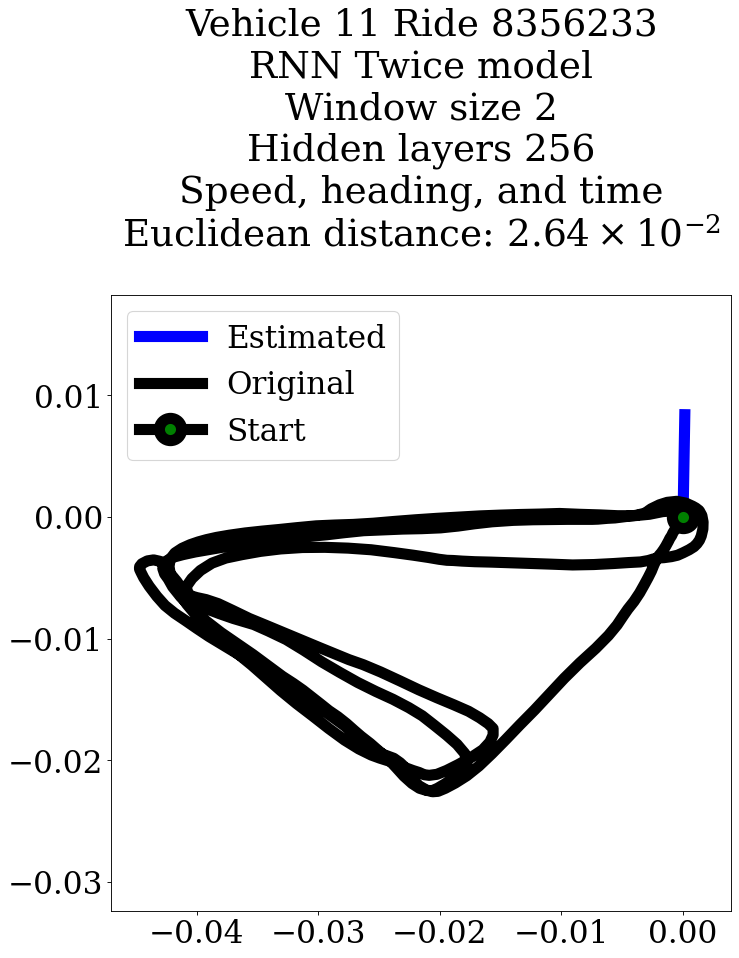 Vehicle 11 Ride 8356233
RNN Twice model
Window size 2
Hidden layers 256
Speed, heading, and time
Euclidean distance: 2.64 × 10⁻²
Estimated
Original
Start
0.01
0.00
−0.01
−0.02
−0.03
−0.04 −0.03 −0.02 −0.01 0.00